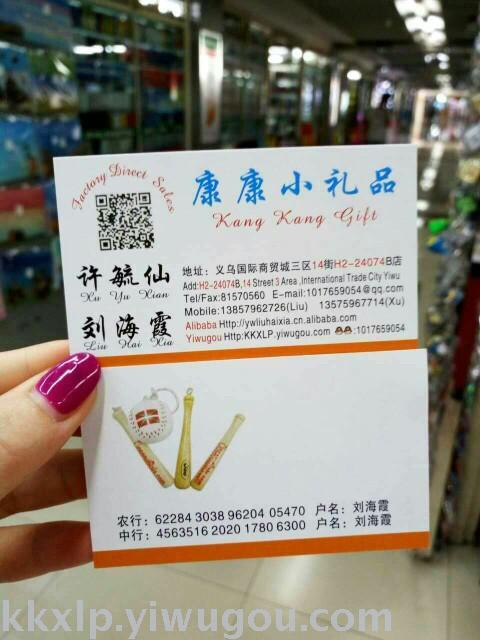 Factory Direct Sales
康康小礼品
Kang Kang Gift
许毓仙
Xu Yu Xian
刘海霞
Liu Hai Xia
地址：义乌国际商贸城三区14街H2-24074B店
Add:H2-24074B,14 Street 3 Area ,International Trade City Yiwu
Tel/Fax:81570560 E-mail:1017659054@qq.com
Mobile:13857962726(Liu) 13575967714(Xu)
Alibaba Http://ywliuhaixia.cn.alibaba.com
Yiwugou Http:KKXLP.yiwugou.com :1017659054
农行：62284 3038 96204 05470 户名：刘海霞
中行：4563516 2020 1780 6300 户名：刘海霞
kkxlp.yiwugou.com